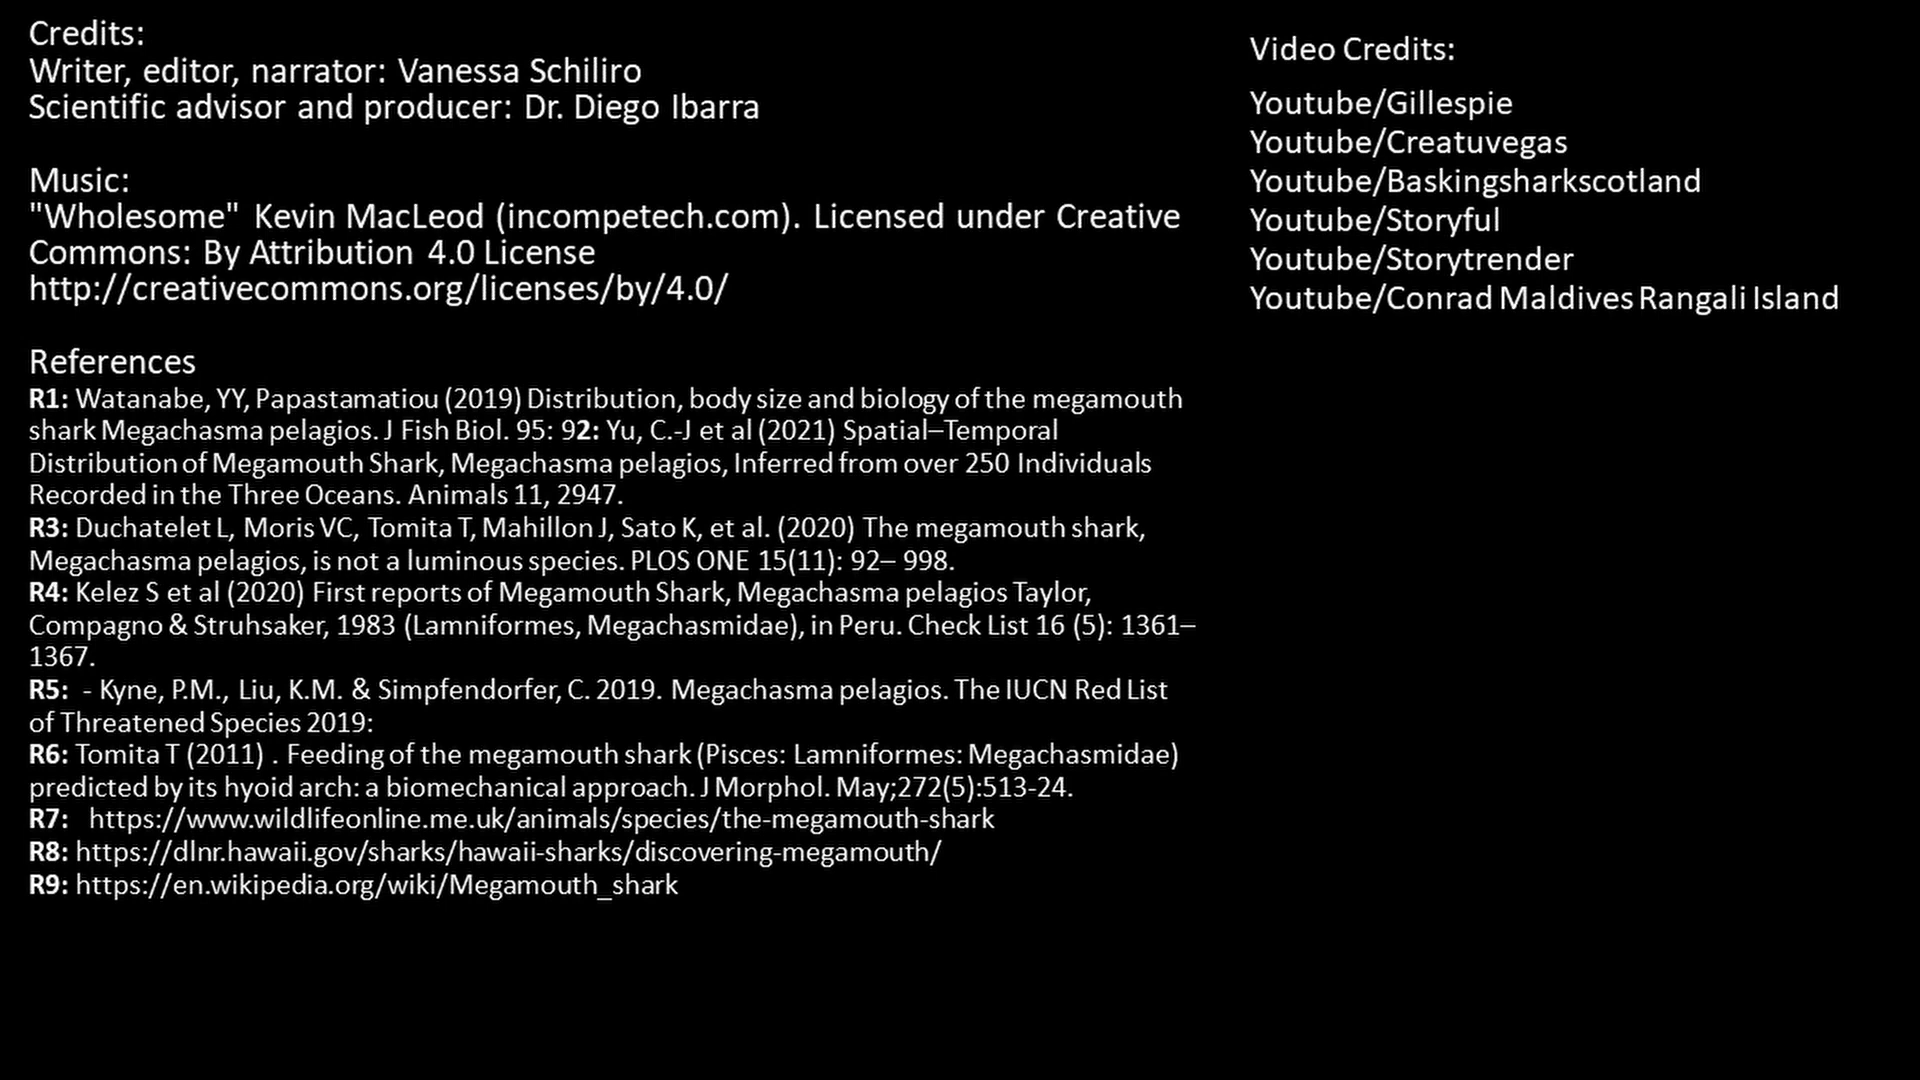 Credits:
Writer, editor, narrator: Vanessa Schiliro
Scientific advisor and producer: Dr. Diego Ibarra
Music:
"Wholesome" Kevin MacLeod (incompetech.com). Licensed under Creative
Commons: By Attribution 4.0 License
http://creativecommons.org/licenses/by/4.0/
References
R1: Watanabe, YY, Papastamatiou (2019) Distribution, body size and biology of the megamouth
shark Megachasma pelagios. J Fish Biol. 95: 92: Yu, C.-J et al (2021) Spatial–Temporal
Distribution of Megamouth Shark, Megachasma pelagios, Inferred from over 250 Individuals
Recorded in the Three Oceans. Animals 11, 2947.
R3: Duchatelet L, Moris VC, Tomita T, Mahillon J, Sato K, et al. (2020) The megamouth shark,
Megachasma pelagios, is not a luminous species. PLOS ONE 15(11): 92– 998.
R4: Kelez S et al (2020) First reports of Megamouth Shark, Megachasma pelagios Taylor,
Compagno & Struhsaker, 1983 (Lamniformes, Megachasmidae), in Peru. Check List 16 (5): 1361–
1367.
R5: - Kyne, P.M., Liu, K.M. & Simpfendorfer, C. 2019. Megachasma pelagios. The IUCN Red List
of Threatened Species 2019:
R6: Tomita T (2011) . Feeding of the megamouth shark (Pisces: Lamniformes: Megachasmidae)
predicted by its hyoid arch: a biomechanical approach. J Morphol. May;272(5):513-24.
R7: https://www.wildlifeonline.me.uk/animals/species/the-megamouth-shark
R8: https://dlnr.hawaii.gov/sharks/hawaii-sharks/discovering-megamouth/
R9: https://en.wikipedia.org/wiki/Megamouth_shark
Video Credits:
Youtube/Gillespie
Youtube/Creatuvegas
Youtube/Baskingsharkscotland
Youtube/Storyful
Youtube/Storytrender
Youtube/Conrad Maldives Rangali Island